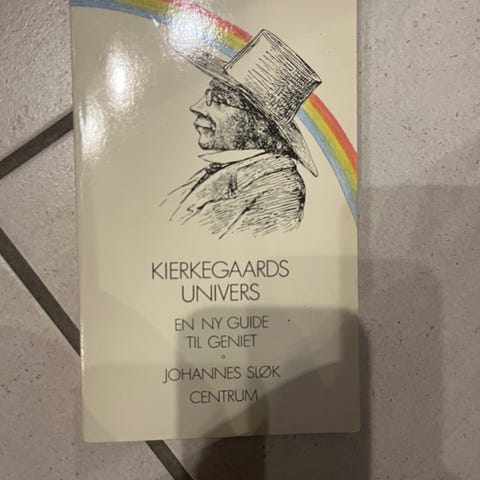 KIERKEGAARDS
UNIVERS
EN NY GUIDE
TIL GENIET
JOHANNES SLØK
CENTRUM